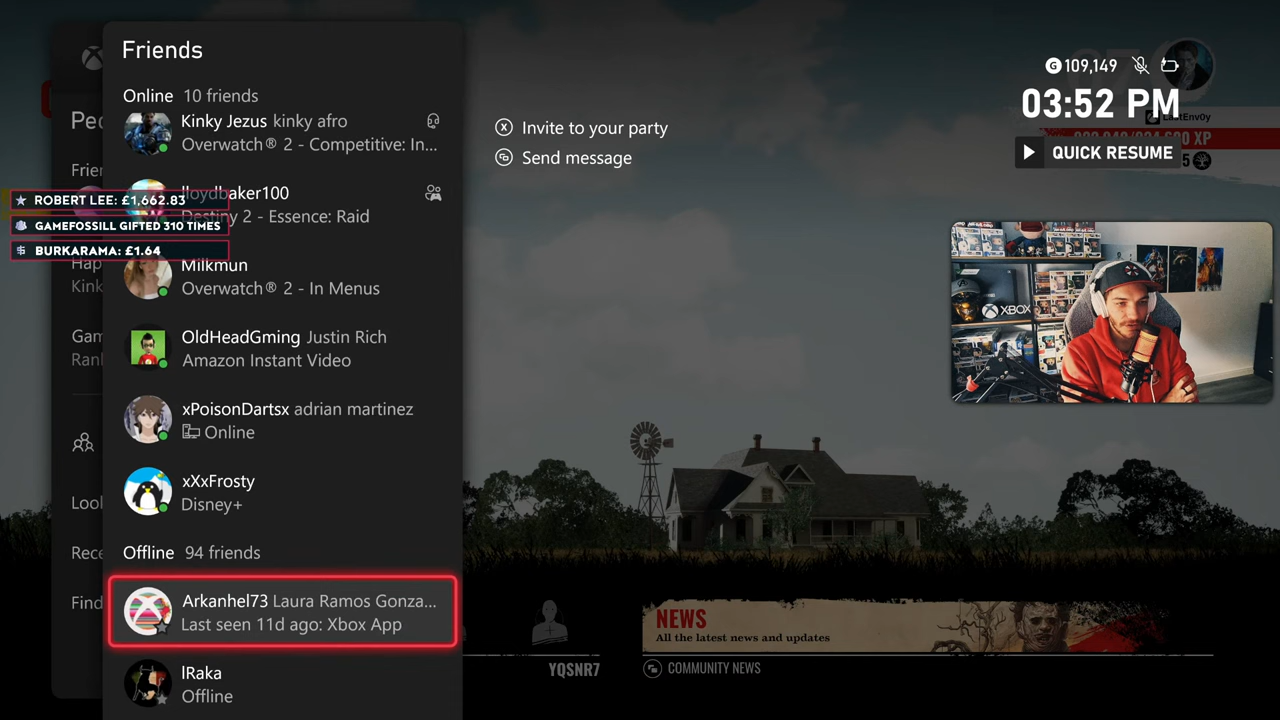 Friends
Online 10 friends
Kinky Jezus kinky afro
Overwatch® 2 - Competitive: In...
lloydbaker100
Destiny 2 - Essence: Raid
Milkmun
Overwatch® 2 - In Menus
OldHeadGming Justin Rich
Amazon Instant Video
xPoisonDartsx adrian martinez
Online
xXxFrosty
Disney+
Offline 94 friends
Arkanhel73 Laura Ramos Gonza...
Last seen 11d ago: Xbox App
lRaka
Offline
ROBERT LEE: £1,662.83
GAMEFOSSILL GIFTED 310 TIMES
BURKARAMA: £1.64
Invite to your party
Send message
G 109,149
03:52 PM
QUICK RESUME
XBOX
YQSNR7
NEWS
All the latest news and updates
COMMUNITY NEWS